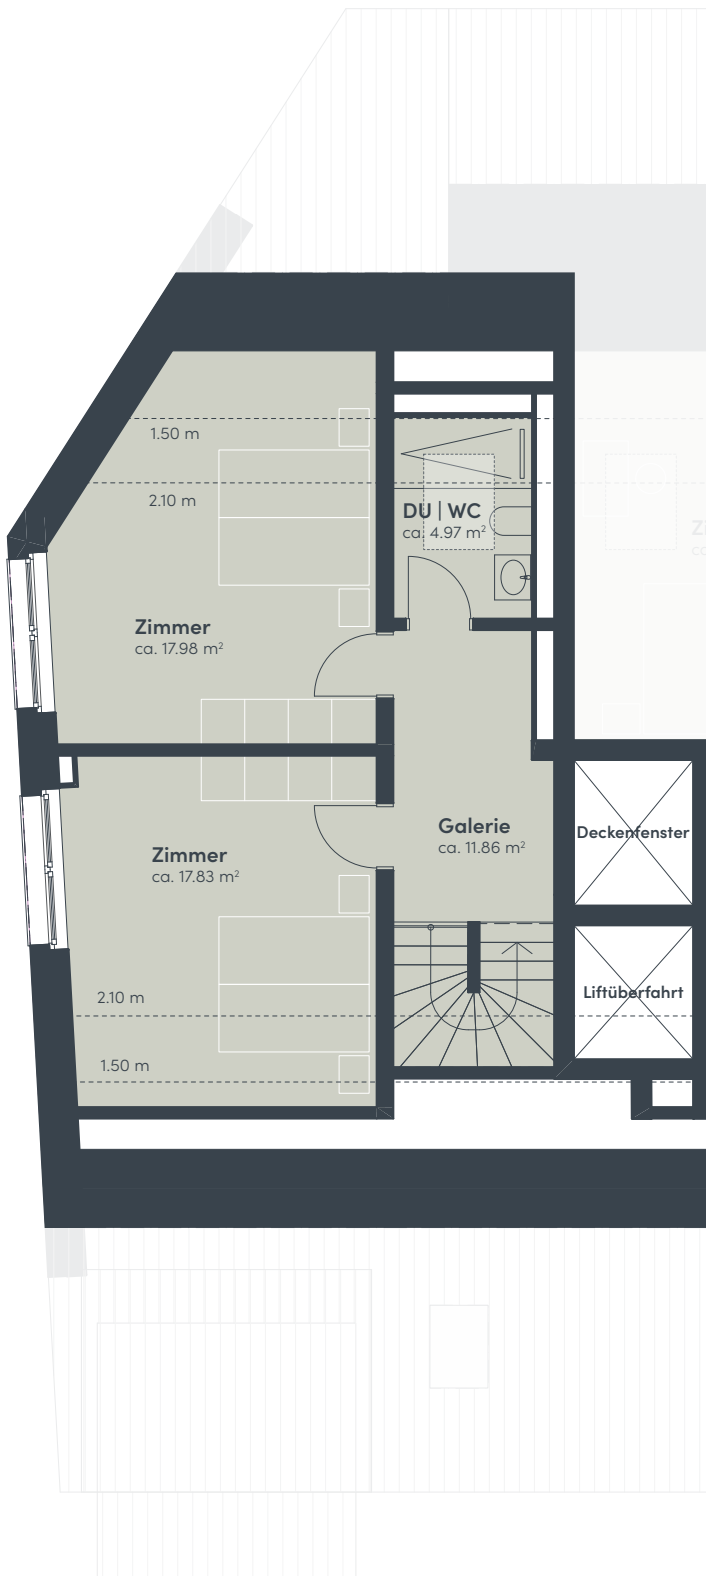 1.50 m
2.10 m
DU | WC
ca. 4.97 m²
Zimmer
ca. 17.98 m²
Galerie
ca. 11.86 m²
Deckenfenster
Zimmer
ca. 17.83 m²
Liftüberfahrt
2.10 m
1.50 m